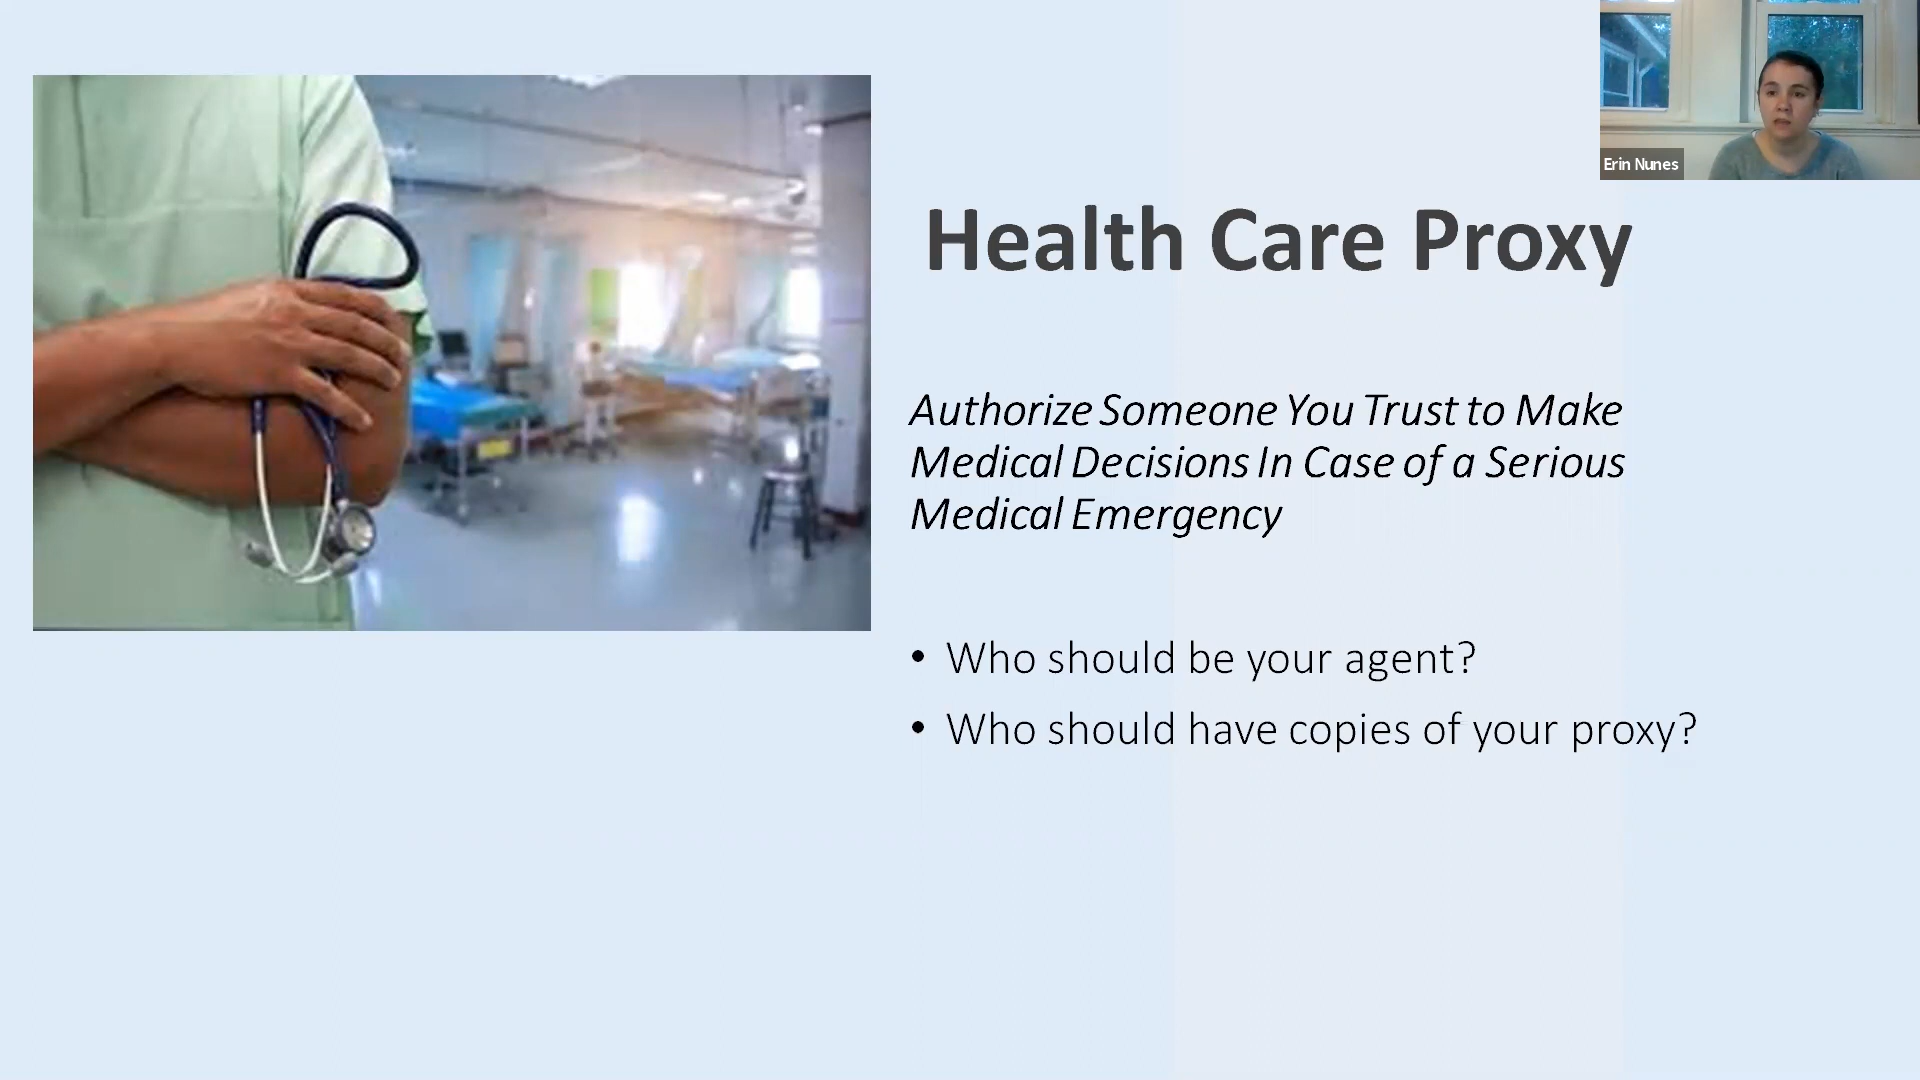 Erin Nunes
Health Care Proxy
Authorize Someone You Trust to Make
Medical Decisions In Case of a Serious
Medical Emergency
• Who should be your agent?
• Who should have copies of your proxy?